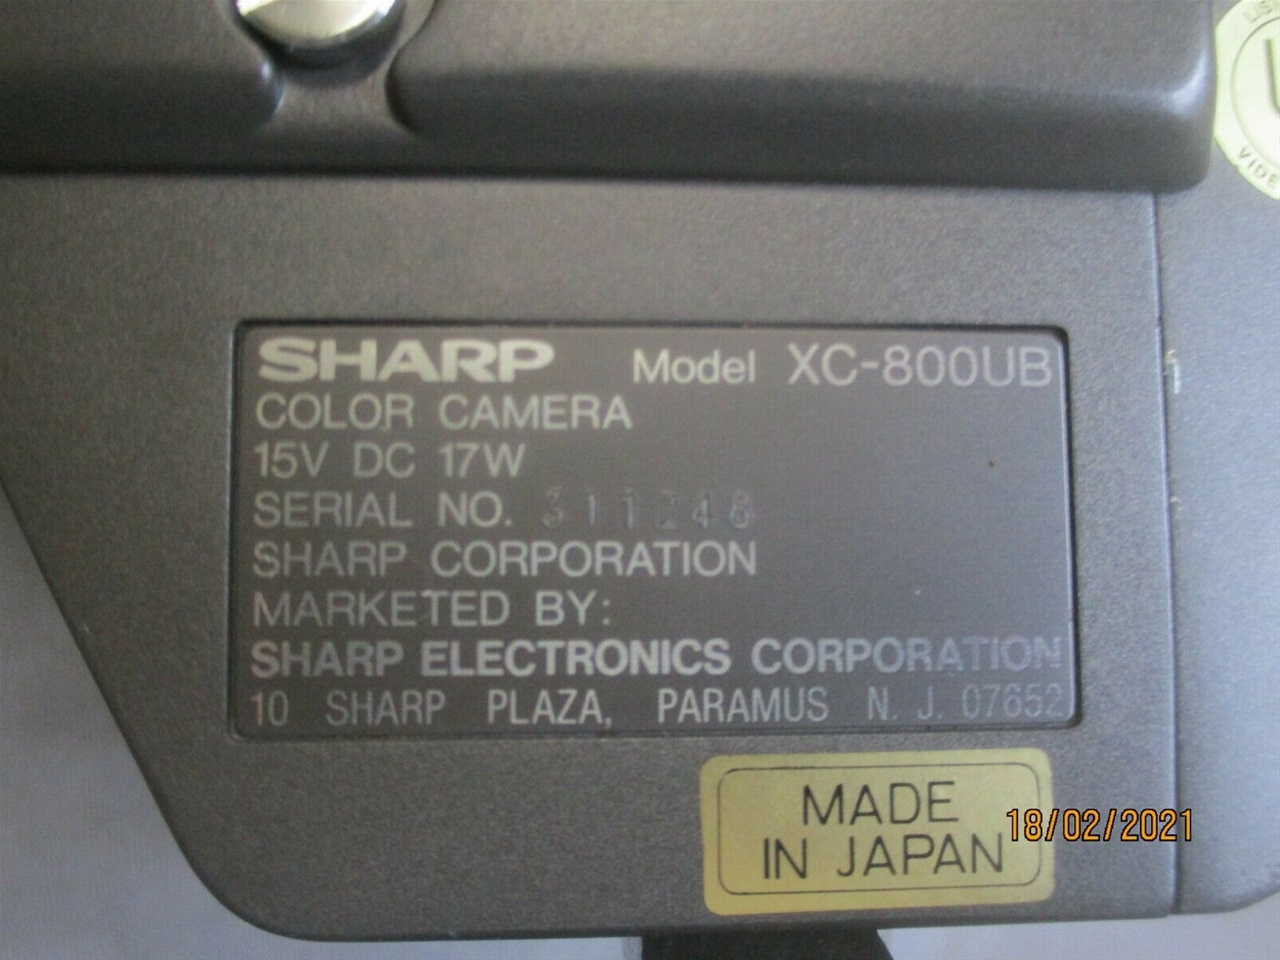 SHARP Model XC-800UB
COLOR CAMERA
15V DC 17W
SERIAL NO. 311248
SHARP CORPORATION
MARKETED BY:
SHARP ELECTRONICS CORPORATION
10 SHARP PLAZA, PARAMUS N. J. 07652
MADE
IN JAPAN
18/02/2021